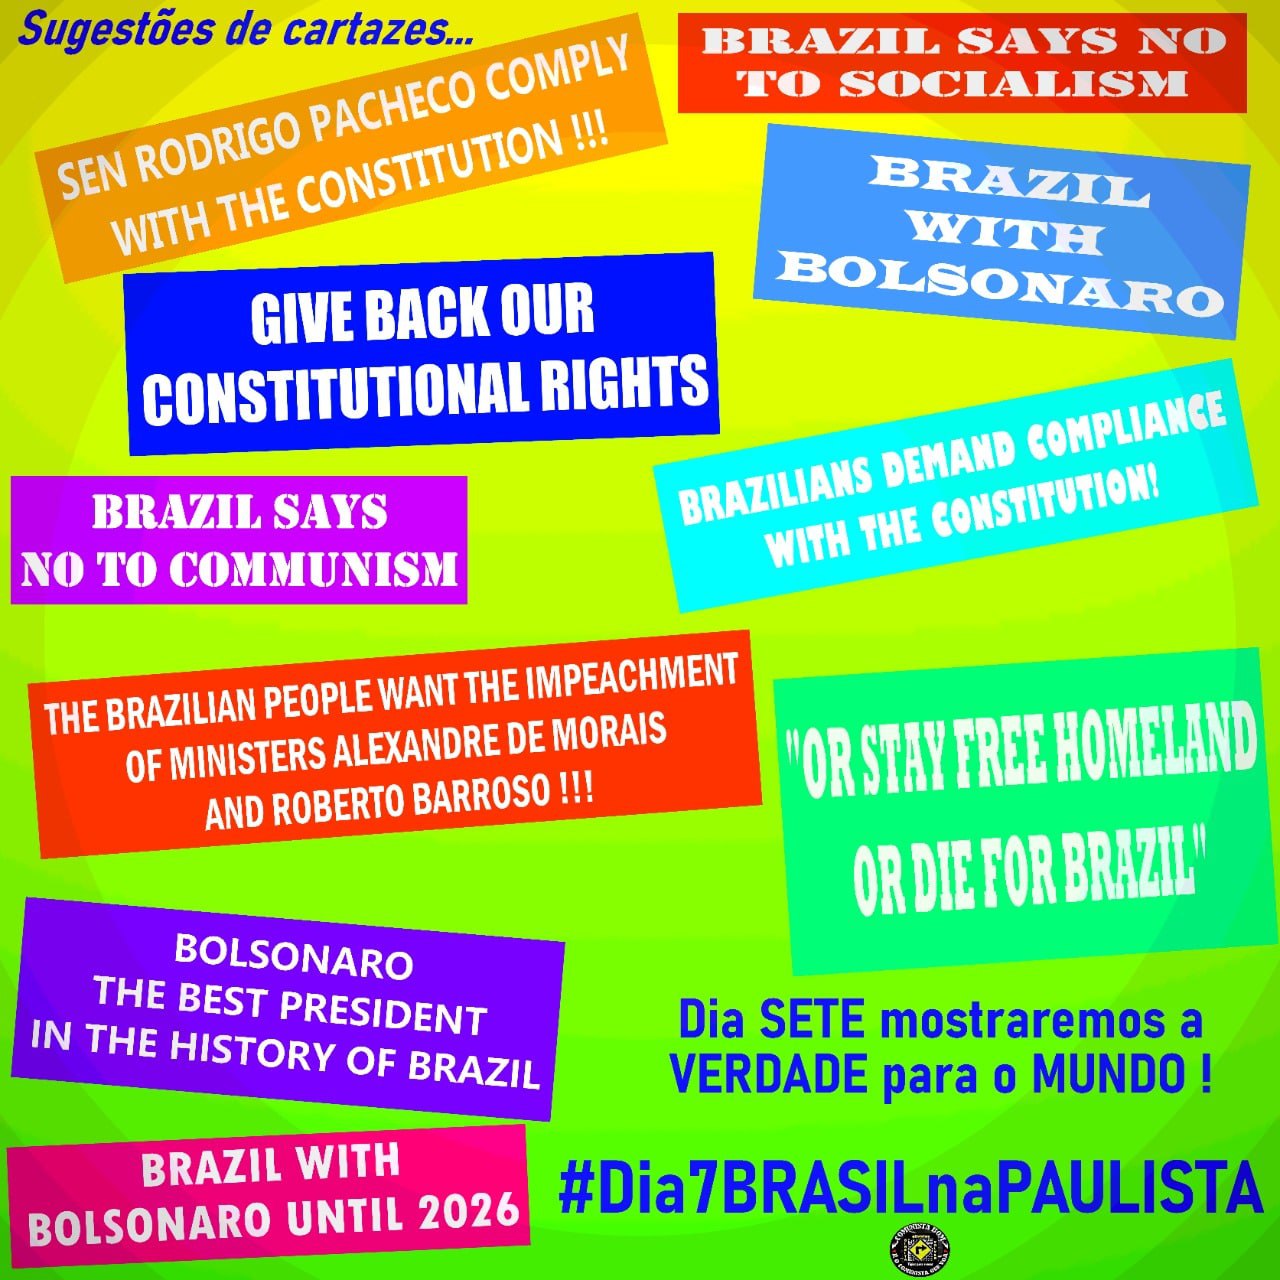 Sugestões de cartazes...
BRAZIL SAYS NO
TO SOCIALISM
SEN RODRIGO PACHECO COMPLY
WITH THE CONSTITUTION !!!
BRAZIL
WITH
BOLSONARO
GIVE BACK OUR
CONSTITUTIONAL RIGHTS
BRAZILIANS DEMAND COMPLIANCE
WITH THE CONSTITUTION!
BRAZIL SAYS
NO TO COMMUNISM
THE BRAZILIAN PEOPLE WANT THE IMPEACHMENT
OF MINISTERS ALEXANDRE DE MORAIS
AND ROBERTO BARROSO !!!
"OR STAY FREE HOMELAND
OR DIE FOR BRAZIL"
BOLSONARO
THE BEST PRESIDENT
IN THE HISTORY OF BRAZIL
Dia SETE mostraremos a
VERDADE para o MUNDO !
BRAZIL WITH
BOLSONARO UNTIL 2026
#Dia7BRASILnaPAULISTA
COMUNISTA BOM